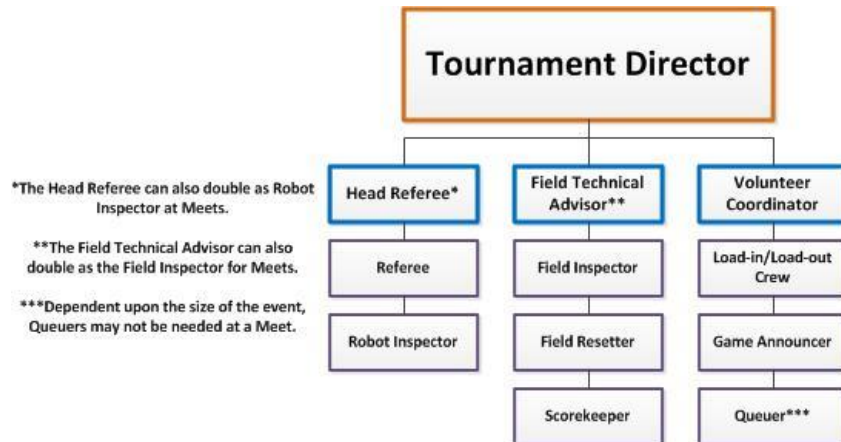 Tournament Director
*The Head Referee can also double as Robot
Inspector at Meets.
**The Field Technical Advisor can also
double as the Field Inspector for Meets.
***Dependent upon the size of the event,
Queuers may not be needed at a Meet.
Head Referee*
Referee
Robot Inspector
Field Technical
Advisor**
Field Inspector
Field Resetter
Scorekeeper
Volunteer
Coordinator
Load-in/Load-out
Crew
Game Announcer
Queuer***